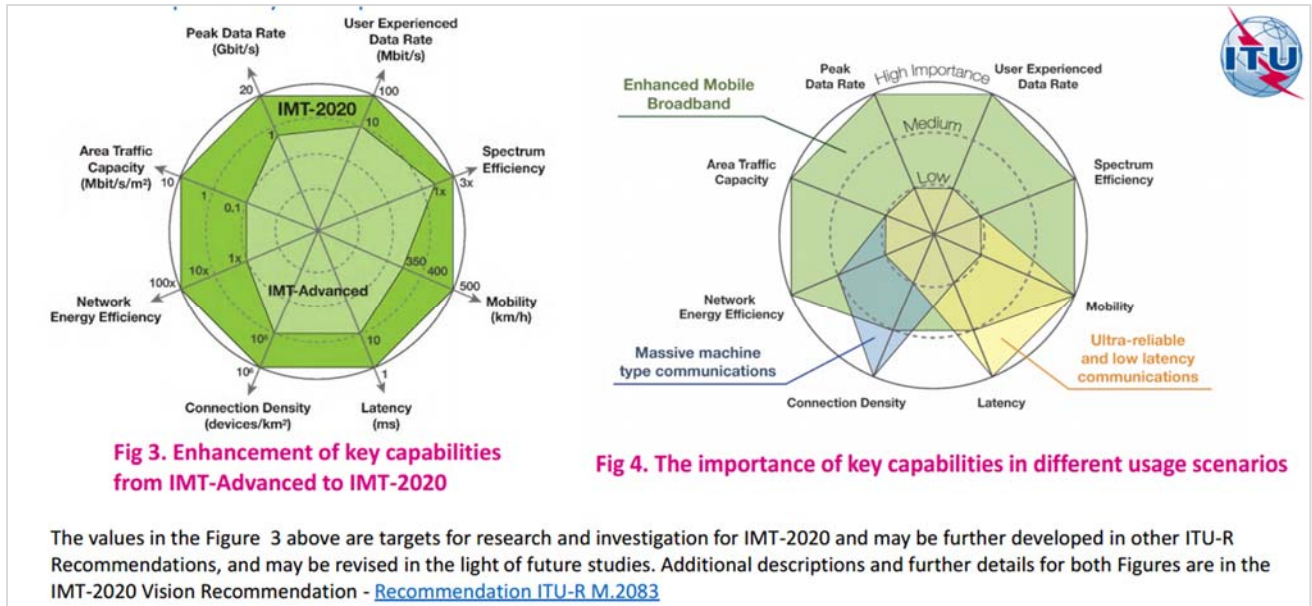 Peak Data Rate
(Gbit/s)
User Experienced
Data Rate
(Mbit/s)
20
100
IMT-2020
1
10
Area Traffic
Capacity
(Mbit/s/m²)
Spectrum
Efficiency
10
1
0.1
1x
3x
100x
10x
1x
350
400
500
Network
Energy Efficiency
IMT-Advanced
Mobility
(km/h)
10⁵
10
10⁶
1
Connection Density
(devices/km²)
Latency
(ms)
Fig 3. Enhancement of key capabilities
from IMT-Advanced to IMT-2020
ITU
Enhanced Mobile
Broadband
Peak
Data Rate
High Importance
User Experienced
Data Rate
Medium
Area Traffic
Capacity
Low
Spectrum
Efficiency
Network
Energy Efficiency
Mobility
Massive machine
type communications
Ultra-reliable
and low latency
communications
Connection Density
Latency
Fig 4. The importance of key capabilities in different usage scenarios
The values in the Figure 3 above are targets for research and investigation for IMT-2020 and may be further developed in other ITU-R
Recommendations, and may be revised in the light of future studies. Additional descriptions and further details for both Figures are in the
IMT-2020 Vision Recommendation - Recommendation ITU-R M.2083